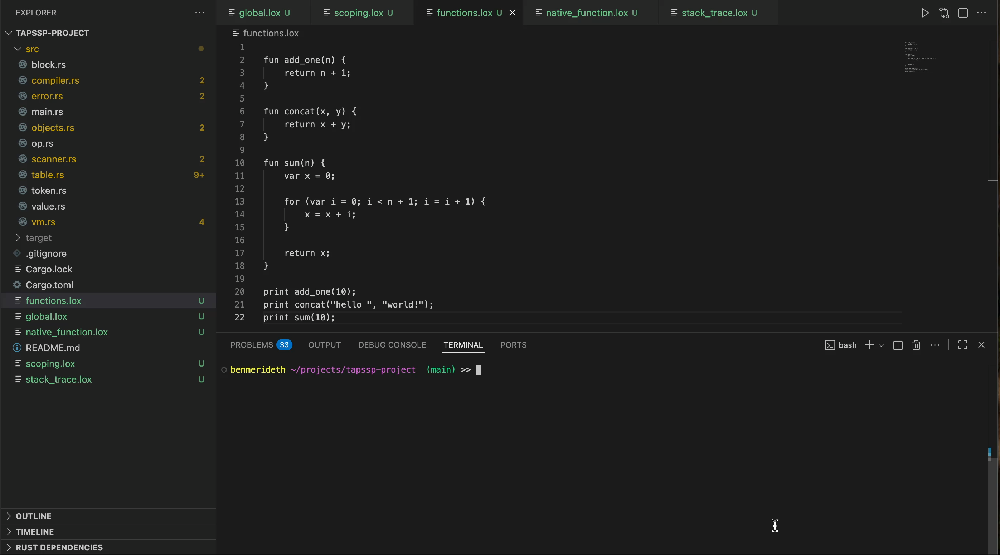 EXPLORER
TAPSSP-PROJECT
src
block.rs
compiler.rs 2
error.rs 2
main.rs
objects.rs 2
op.rs
scanner.rs 2
table.rs 9+
token.rs
value.rs
vm.rs 4
target
.gitignore
Cargo.lock
Cargo.toml
functions.lox U
global.lox U
native_function.lox U
README.md
scoping.lox U
stack_trace.lox U
OUTLINE
TIMELINE
RUST DEPENDENCIES
global.lox U scoping.lox U functions.lox U native_function.lox U stack_trace.lox U
functions.lox
1
2 fun add_one(n) {
3 return n + 1;
4 }
5
6 fun concat(x, y) {
7 return x + y;
8 }
9
10 fun sum(n) {
11 var x = 0;
12
13 for (var i = 0; i < n + 1; i = i + 1) {
14 x = x + i;
15 }
16
17 return x;
18 }
19
20 print add_one(10);
21 print concat("hello ", "world!");
22 print sum(10);
PROBLEMS 33 OUTPUT DEBUG CONSOLE TERMINAL PORTS bash
benmerideth ~/projects/tapssp-project (main) >>